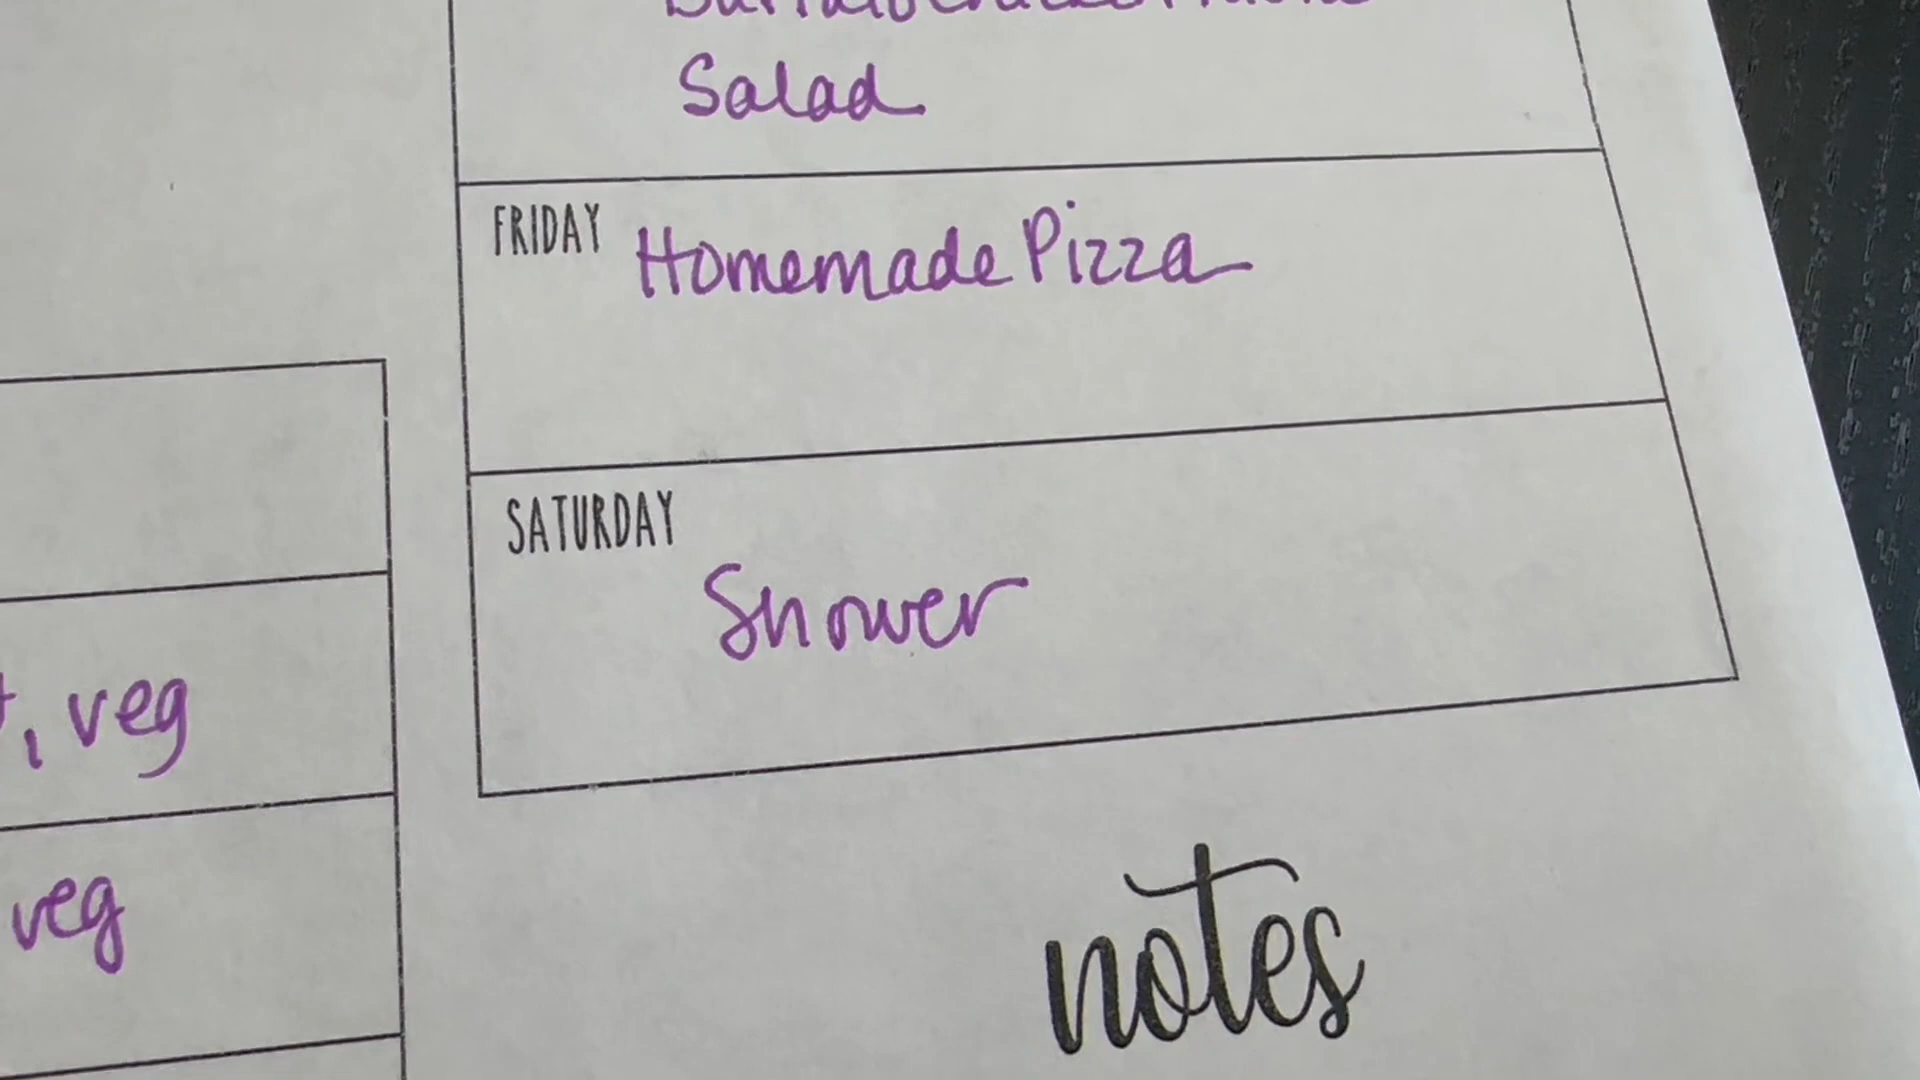 Salad
FRIDAY Homemade Pizza
SATURDAY
Shower
, veg
veg
notes